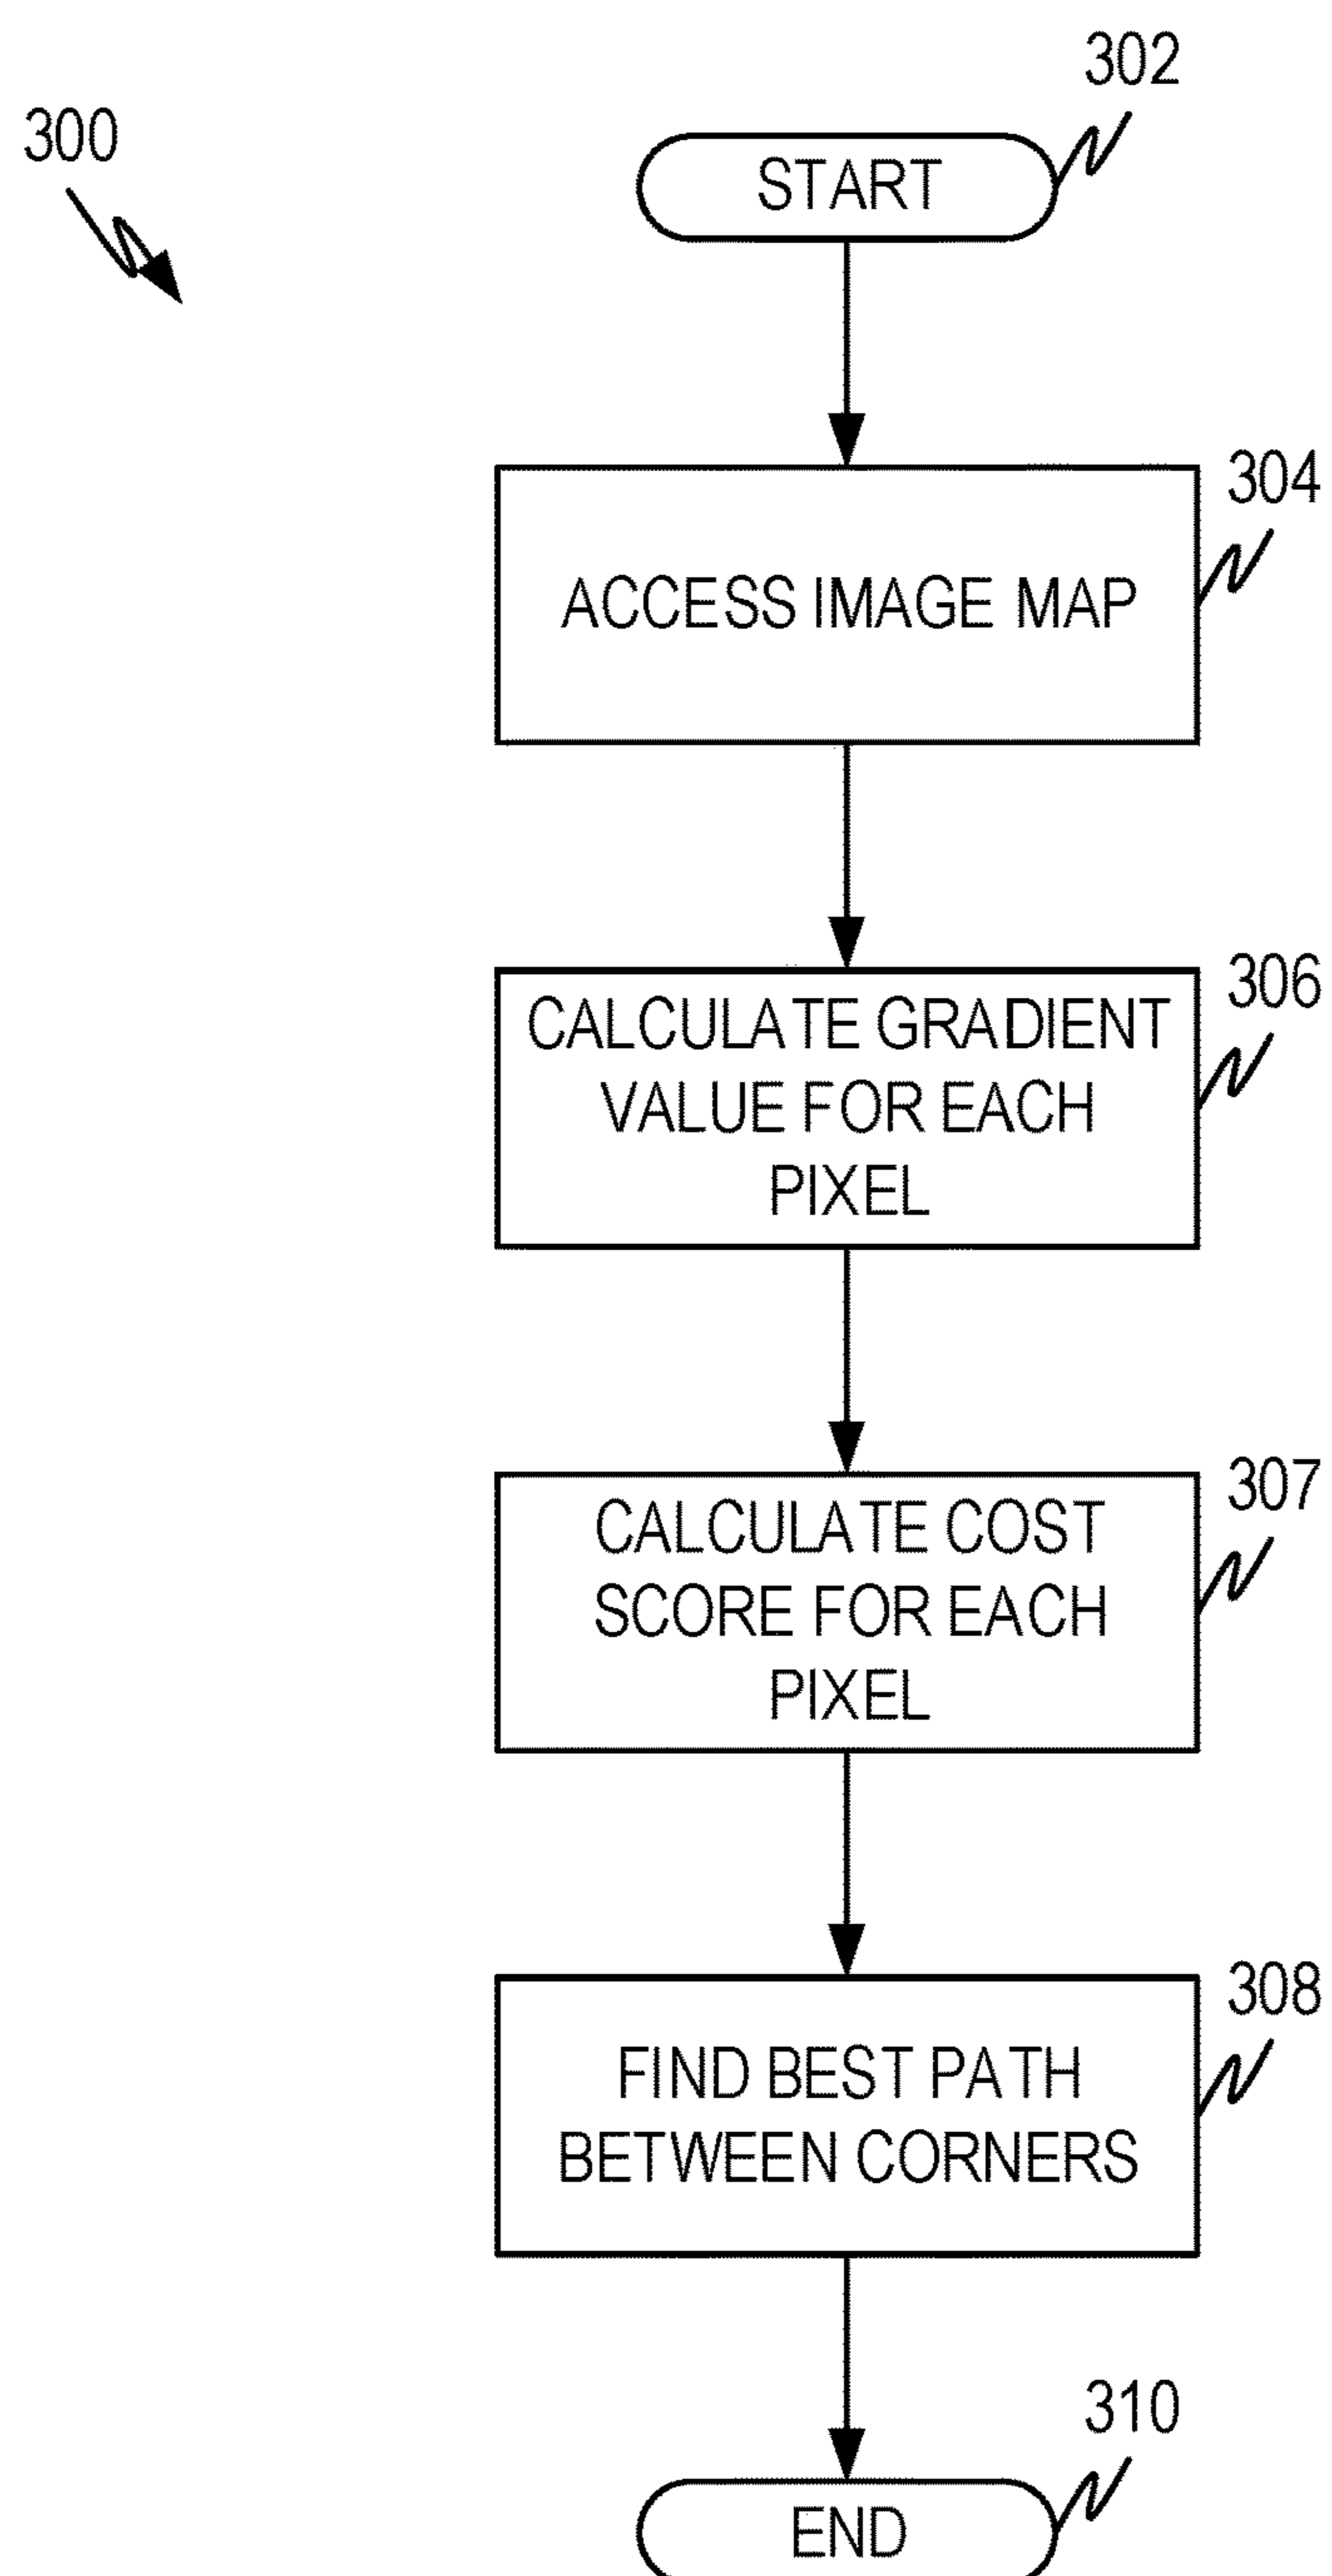 300
302
START
304
ACCESS IMAGE MAP
306
CALCULATE GRADIENT
VALUE FOR EACH
PIXEL
307
CALCULATE COST
SCORE FOR EACH
PIXEL
308
FIND BEST PATH
BETWEEN CORNERS
310
END